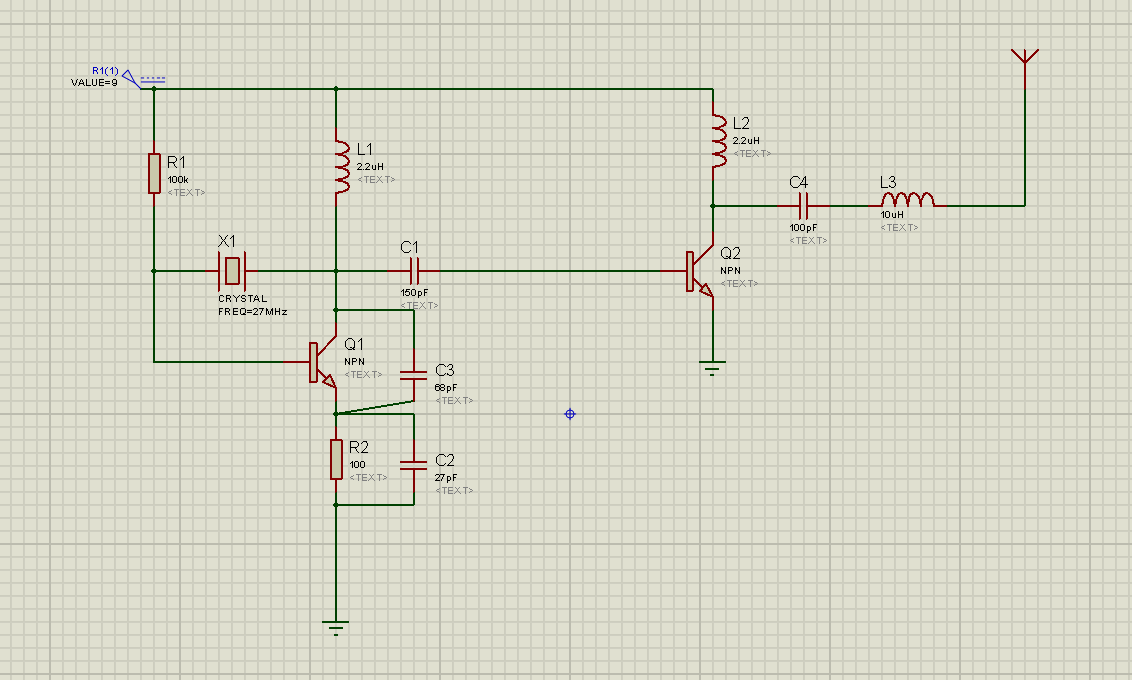 R1(1)
VALUE=9
R1
100k
<TEXT>
L1
2.2uH
<TEXT>
L2
2.2uH
<TEXT>
C4
100pF
<TEXT>
L3
10uH
<TEXT>
X1
CRYSTAL
FREQ=27MHz
C1
150pF
<TEXT>
Q2
NPN
<TEXT>
Q1
NPN
<TEXT>
C3
68pF
<TEXT>
R2
100
<TEXT>
C2
27pF
<TEXT>